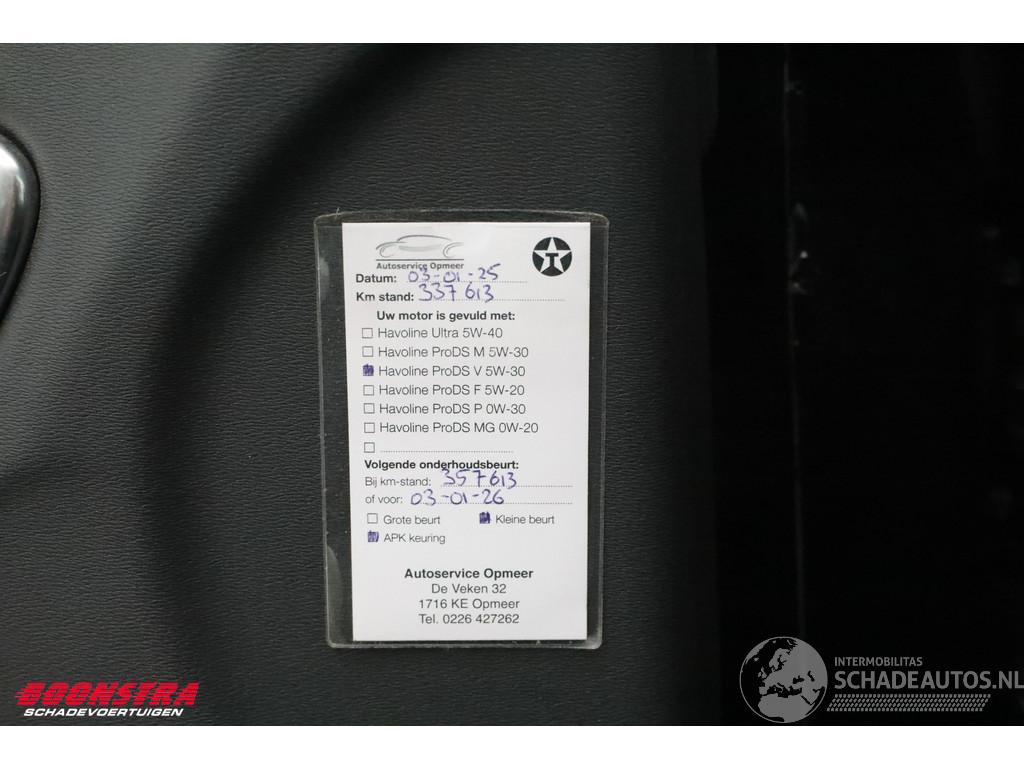 Autoservice Opmeer
Datum: 03-01-25
Km stand: 337613
Uw motor is gevuld met:
Havoline Ultra 5W-40
Havoline ProDS M 5W-30
Havoline ProDS V 5W-30
Havoline ProDS F 5W-20
Havoline ProDS P 0W-30
Havoline ProDS MG 0W-20
Volgende onderhoudsbeurt:
Bij km-stand: 357613
of voor: 03-01-26
Grote beurt Kleine beurt
APK keuring
Autoservice Opmeer
De Veken 32
1716 KE Opmeer
Tel. 0226 427262
BOONSTRA
SCHADEVOERTUIGEN
INTERMOBILITAS
SCHADEAUTOS.NL